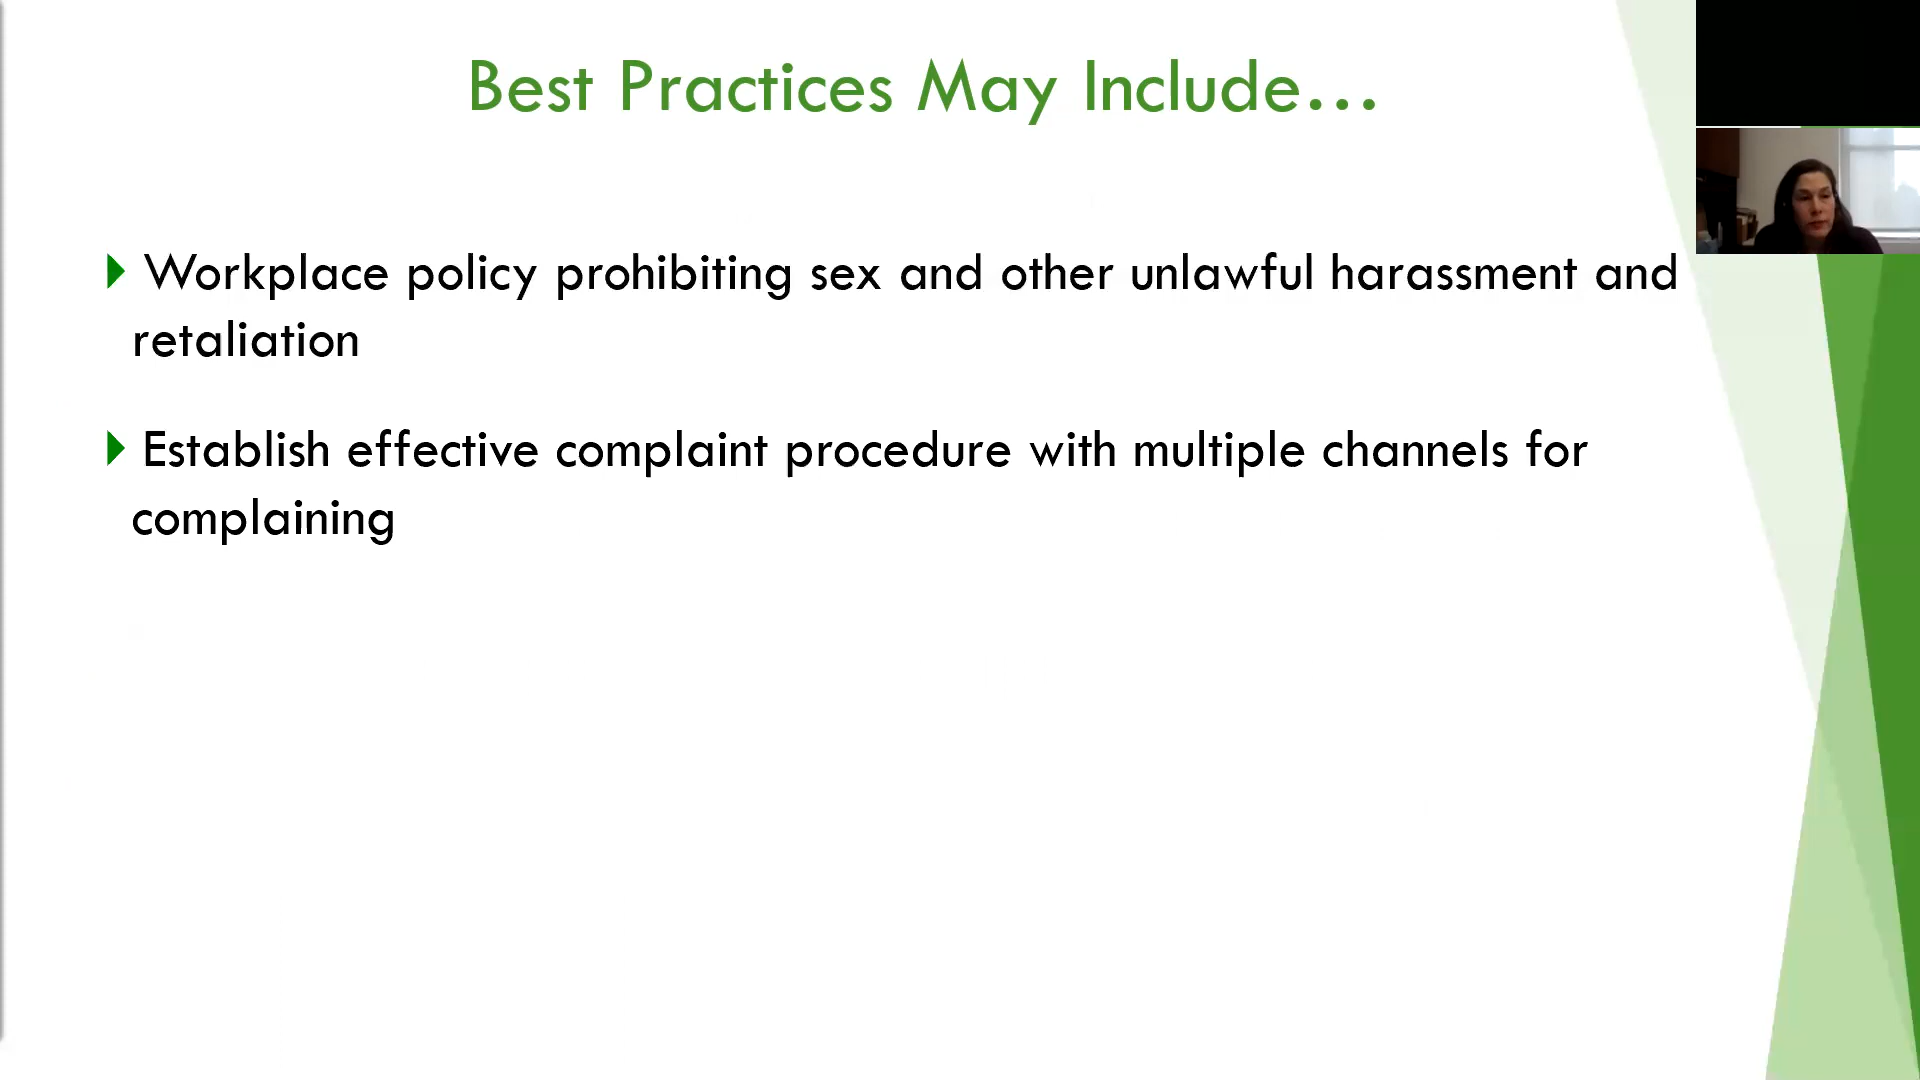 Best Practices May Include...
Workplace policy prohibiting sex and other unlawful harassment and
retaliation
Establish effective complaint procedure with multiple channels for
complaining